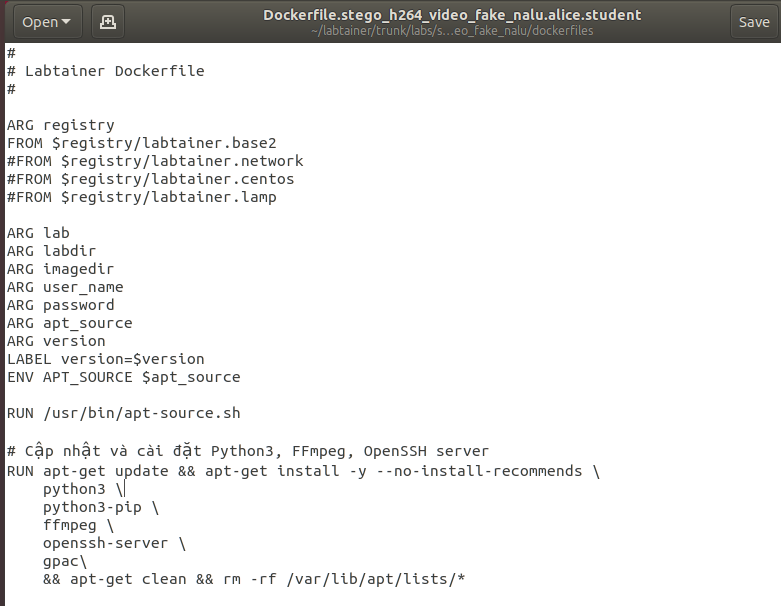 Open
Dockerfile.stego_h264_video_fake_nalu.alice.student
~/labtainer/trunk/labs/s...eo_fake_nalu/dockerfiles
Save
#
# Labtainer Dockerfile
#
ARG registry
FROM $registry/labtainer.base2
#FROM $registry/labtainer.network
#FROM $registry/labtainer.centos
#FROM $registry/labtainer.lamp
ARG lab
ARG labdir
ARG imagedir
ARG user_name
ARG password
ARG apt_source
ARG version
LABEL version=$version
ENV APT_SOURCE $apt_source
RUN /usr/bin/apt-source.sh
# Cập nhật và cài đặt Python3, FFmpeg, OpenSSH server
RUN apt-get update && apt-get install -y --no-install-recommends \
    python3 \
    python3-pip \
    ffmpeg \
    openssh-server \
    gpac\
    && apt-get clean && rm -rf /var/lib/apt/lists/*